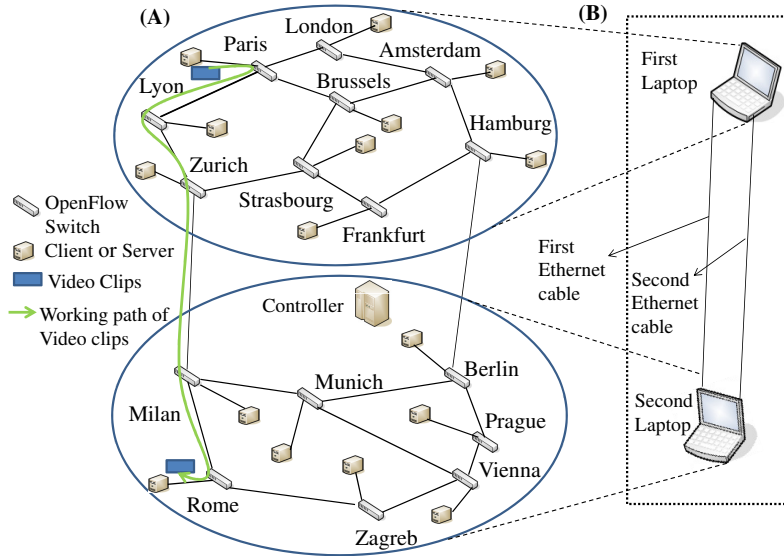 (A)
(B)
London
Paris
Amsterdam
Lyon
Brussels
Hamburg
Zurich
Strasbourg
Frankfurt
First
Laptop
OpenFlow
Switch
Client or Server
Video Clips
Working path of
Video clips
First
Ethernet
cable
Second
Ethernet
cable
Controller
Berlin
Munich
Milan
Prague
Second
Laptop
Vienna
Rome
Zagreb